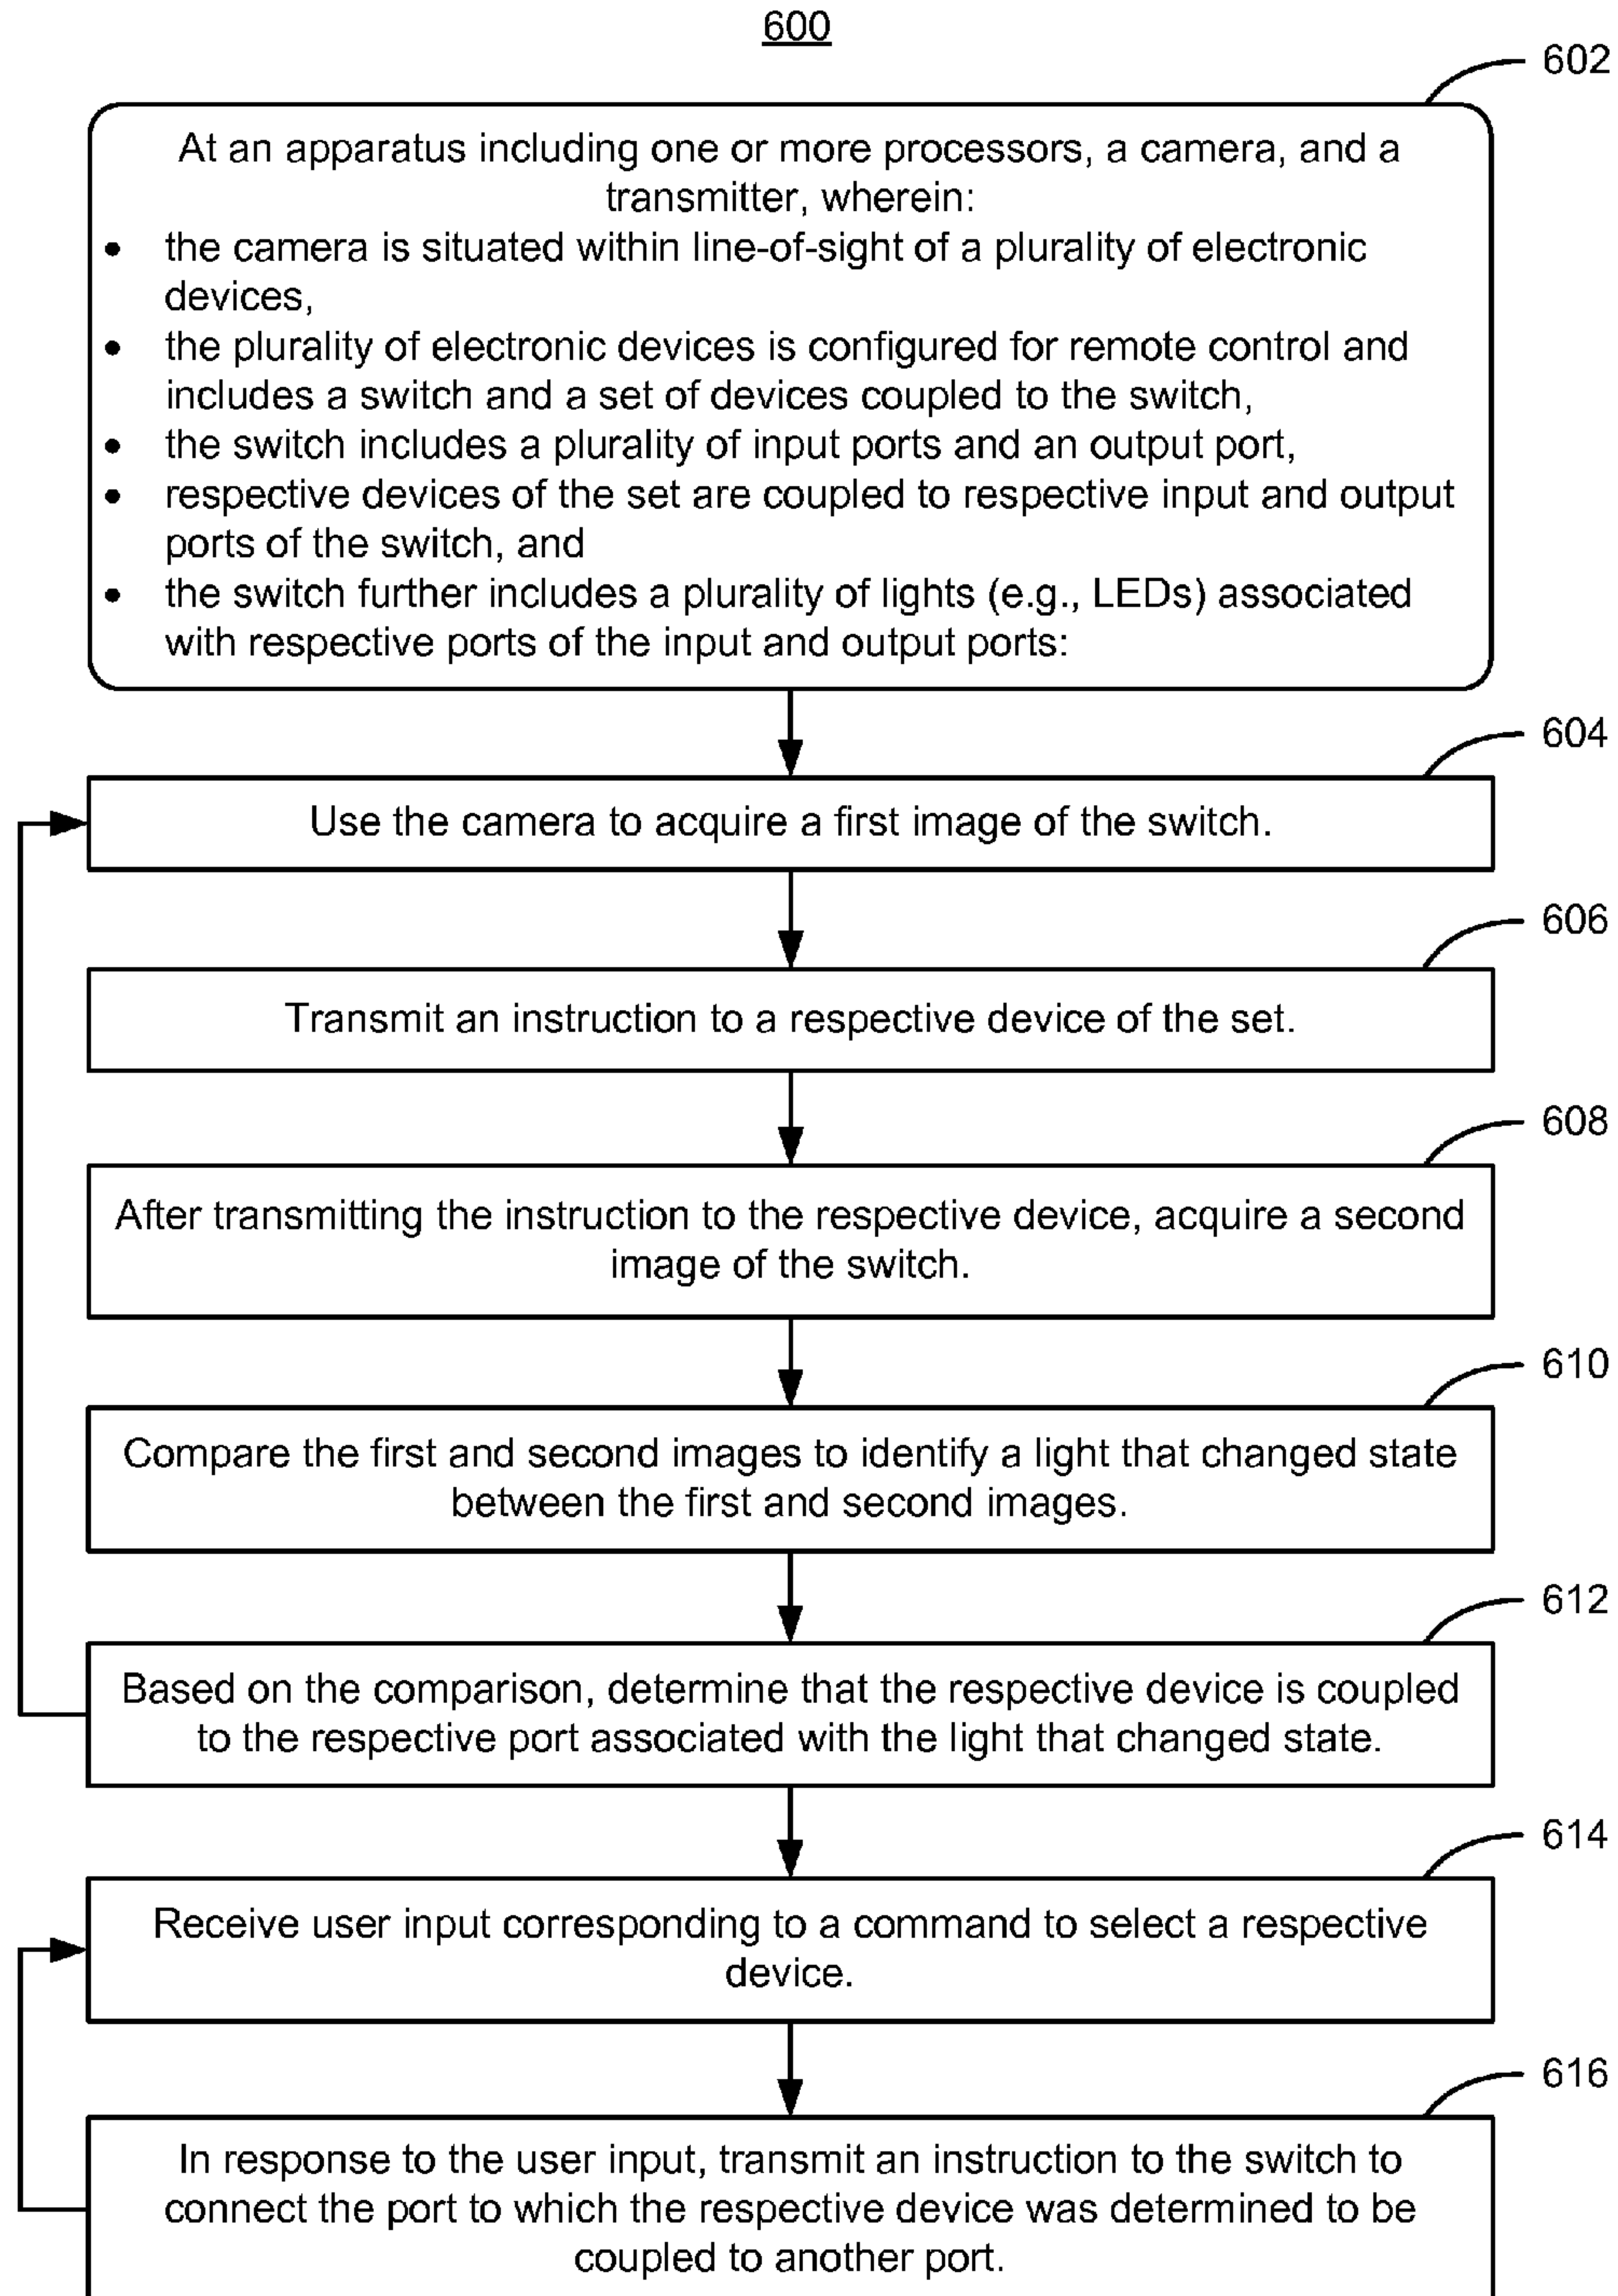 600
602
At an apparatus including one or more processors, a camera, and a
transmitter, wherein:
• the camera is situated within line-of-sight of a plurality of electronic
devices,
• the plurality of electronic devices is configured for remote control and
includes a switch and a set of devices coupled to the switch,
• the switch includes a plurality of input ports and an output port,
• respective devices of the set are coupled to respective input and output
ports of the switch, and
• the switch further includes a plurality of lights (e.g., LEDs) associated
with respective ports of the input and output ports:
604
Use the camera to acquire a first image of the switch.
606
Transmit an instruction to a respective device of the set.
608
After transmitting the instruction to the respective device, acquire a second
image of the switch.
610
Compare the first and second images to identify a light that changed state
between the first and second images.
612
Based on the comparison, determine that the respective device is coupled
to the respective port associated with the light that changed state.
614
Receive user input corresponding to a command to select a respective
device.
616
In response to the user input, transmit an instruction to the switch to
connect the port to which the respective device was determined to be
coupled to another port.